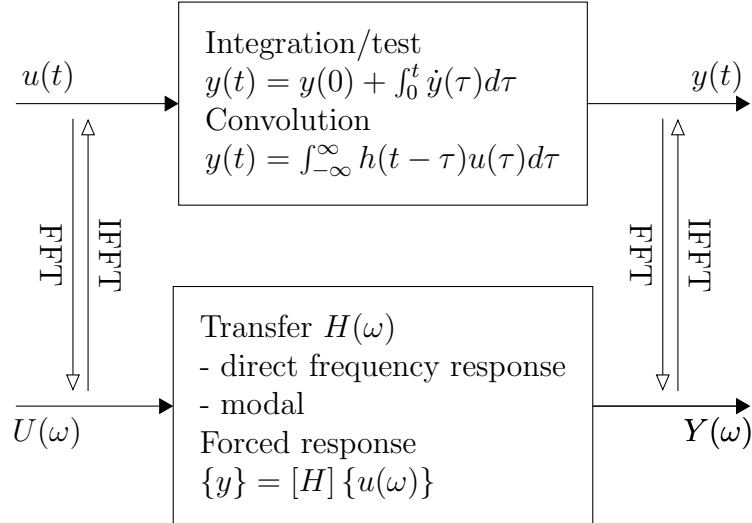 u(t)
Integration/test
y(t) = y(0) + ∫₀ᵗ ẏ(τ)dτ
Convolution
y(t) = ∫₋∞^∞ h(t − τ)u(τ)dτ
y(t)
FFT
IFFT
FFT
IFFT
U(ω)
Transfer H(ω)
- direct frequency response
- modal
Forced response
{y} = [H] {u(ω)}
Y(ω)